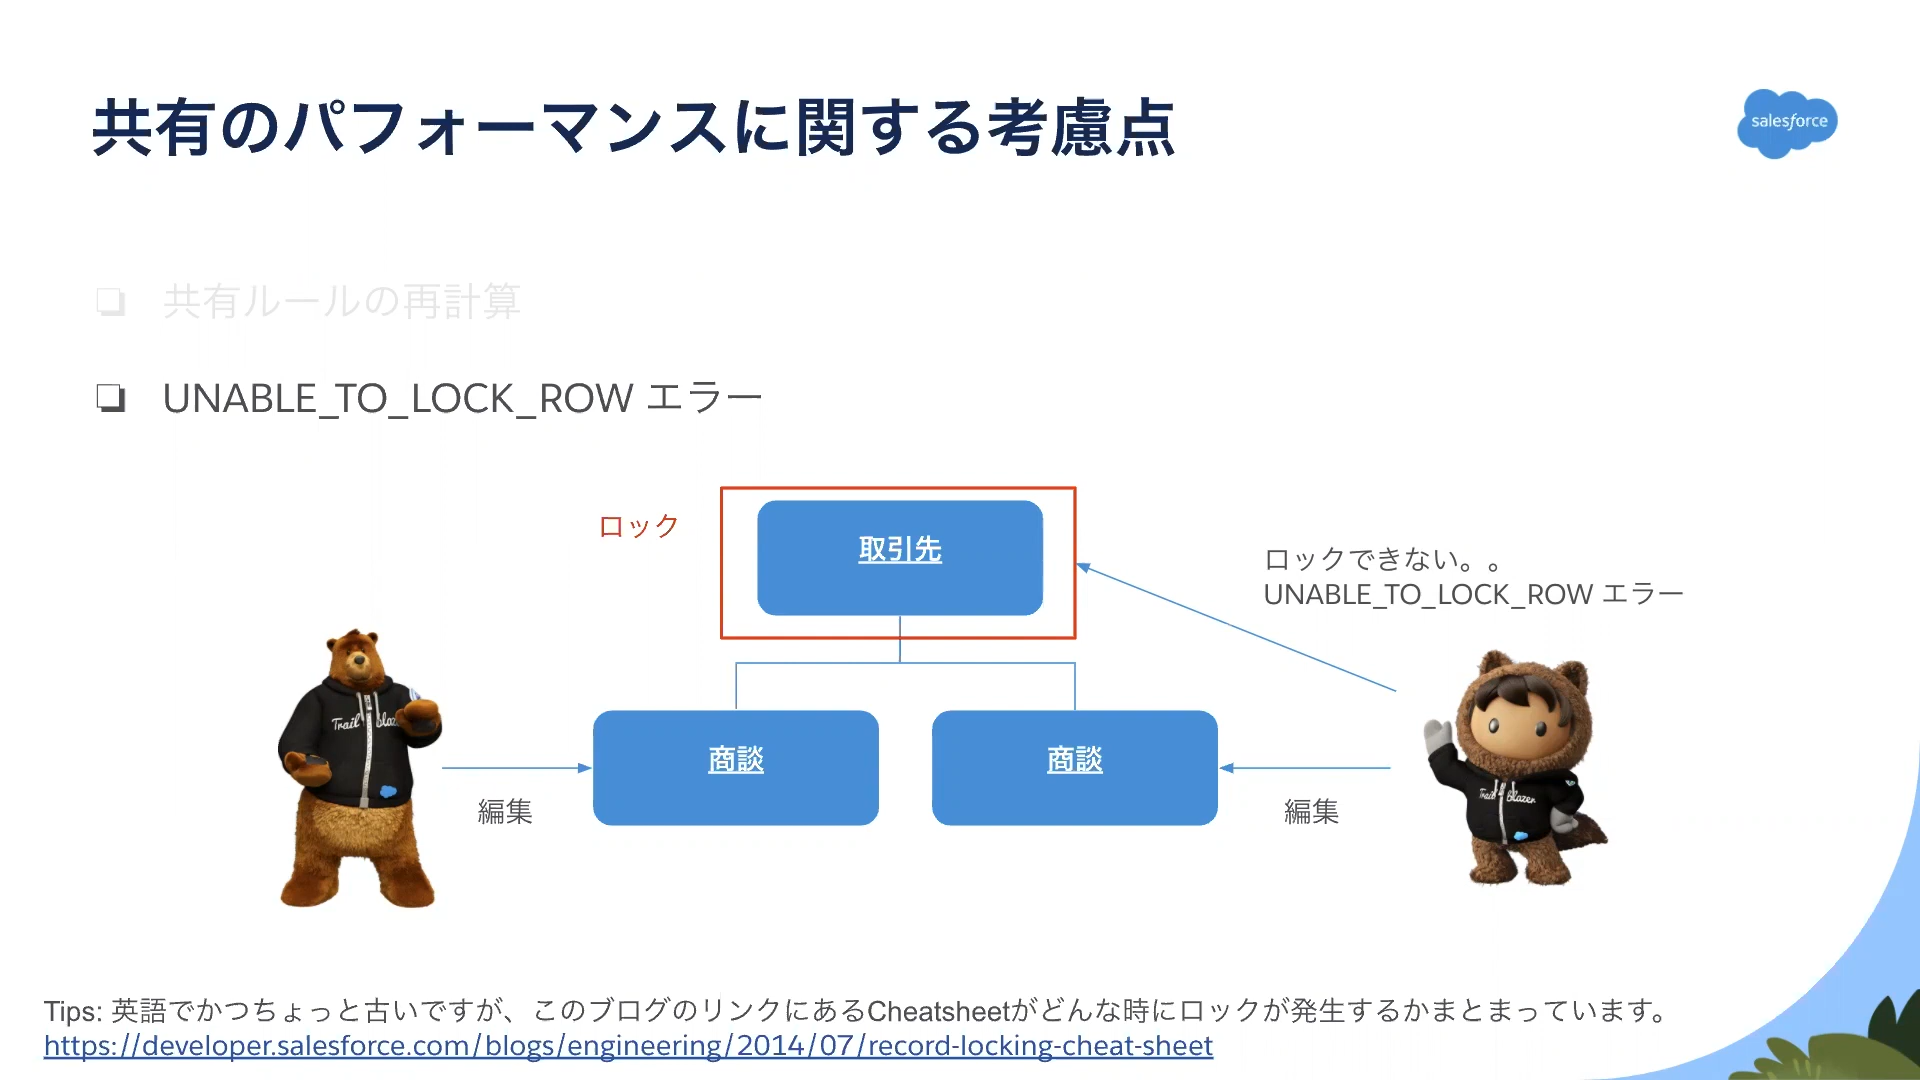 共有のパフォーマンスに関する考慮点
salesforce
共有ルールの再計算
UNABLE_TO_LOCK_ROW エラー
ロック
取引先
ロックできない。。
UNABLE_TO_LOCK_ROW エラー
商談
商談
編集
編集
Trail blazer
Trailblazer
Tips: 英語でかつちょっと古いですが、このブログのリンクにあるCheatsheetがどんな時にロックが発生するかまとまっています。
https://developer.salesforce.com/blogs/engineering/2014/07/record-locking-cheat-sheet